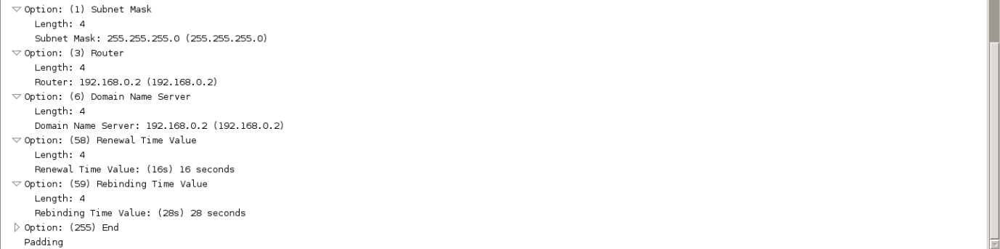 Option: (1) Subnet Mask
Length: 4
Subnet Mask: 255.255.255.0 (255.255.255.0)
Option: (3) Router
Length: 4
Router: 192.168.0.2 (192.168.0.2)
Option: (6) Domain Name Server
Length: 4
Domain Name Server: 192.168.0.2 (192.168.0.2)
Option: (58) Renewal Time Value
Length: 4
Renewal Time Value: (16s) 16 seconds
Option: (59) Rebinding Time Value
Length: 4
Rebinding Time Value: (28s) 28 seconds
Option: (255) End
Padding